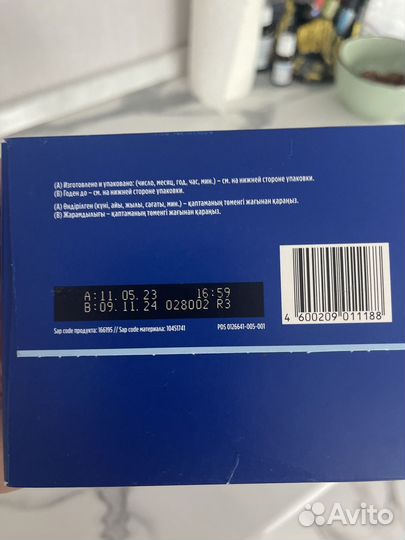 (A) Изготовлено и упаковано: (число, месяц, год, час, мин.) – см. на нижней стороне упаковки.
(B) Годен до – см. на нижней стороне упаковки.
(A) Өндірілген (күні, айы, жылы, сағаты, мин.) – қаптаманың төменгі жағынан қараңыз.
(B) Жарамдылығы – қаптаманың төменгі жағынан қараңыз.
A:11.05.23 16:59
B:09.11.24 028002 R3
Sap code продукта: 166195 // Sap code материала: 10451741 PDS 0126641-005-001
4 600209 011188
Avito